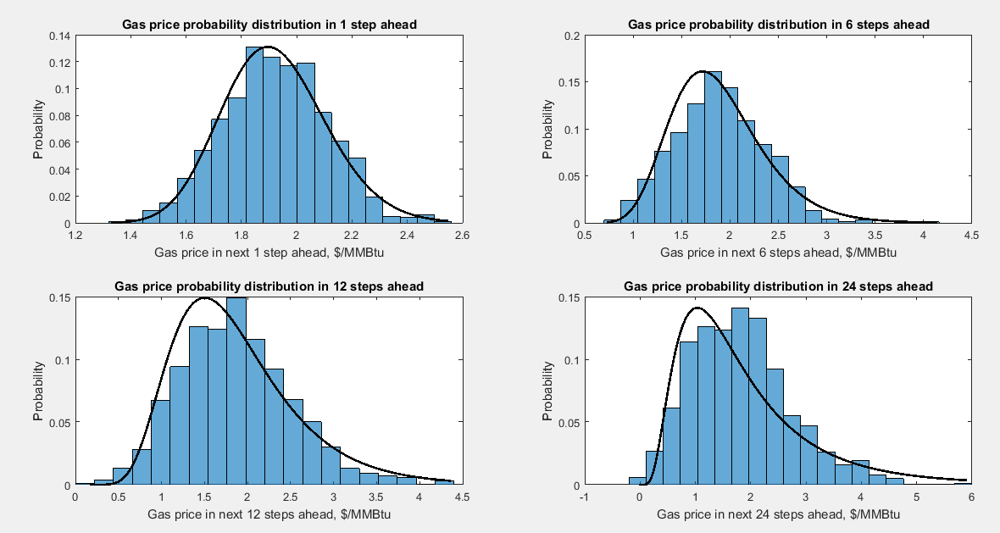 Gas price probability distribution in 1 step ahead
0.14
0.12
0.1
0.08
0.06
0.04
0.02
0
Probability
1.2 1.4 1.6 1.8 2 2.2 2.4 2.6
Gas price in next 1 step ahead, $/MMBtu
Gas price probability distribution in 6 steps ahead
0.2
0.15
0.1
0.05
0
Probability
0.5 1 1.5 2 2.5 3 3.5 4 4.5
Gas price in next 6 steps ahead, $/MMBtu
Gas price probability distribution in 12 steps ahead
0.15
0.1
0.05
0
Probability
0 0.5 1 1.5 2 2.5 3 3.5 4 4.5
Gas price in next 12 steps ahead, $/MMBtu
Gas price probability distribution in 24 steps ahead
0.15
0.1
0.05
0
Probability
-1 0 1 2 3 4 5 6
Gas price in next 24 steps ahead, $/MMBtu